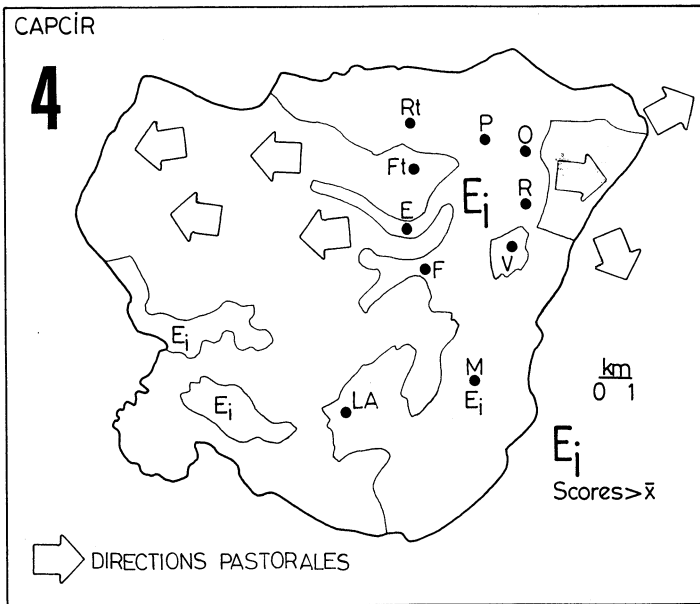 CAPCİR
4
Rt
P
O
Ft
Ei
R
E
V
F
Ei
M
Ei
Ei
LA
km
0 1
Ei
Scores>x̄
DIRECTIONS PASTORALES